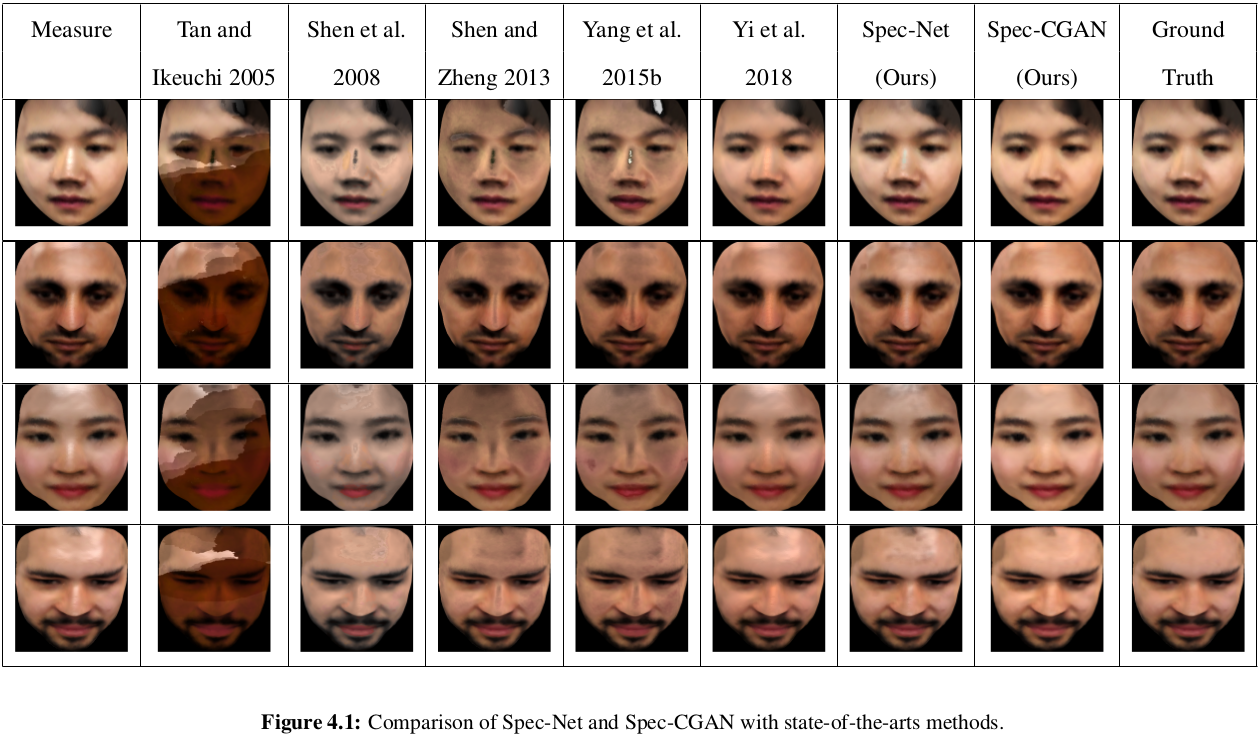 Measure
Tan and
Ikeuchi 2005
Shen et al.
2008
Shen and
Zheng 2013
Yang et al.
2015b
Yi et al.
2018
Spec-Net
(Ours)
Spec-CGAN
(Ours)
Ground
Truth
Figure 4.1: Comparison of Spec-Net and Spec-CGAN with state-of-the-arts methods.